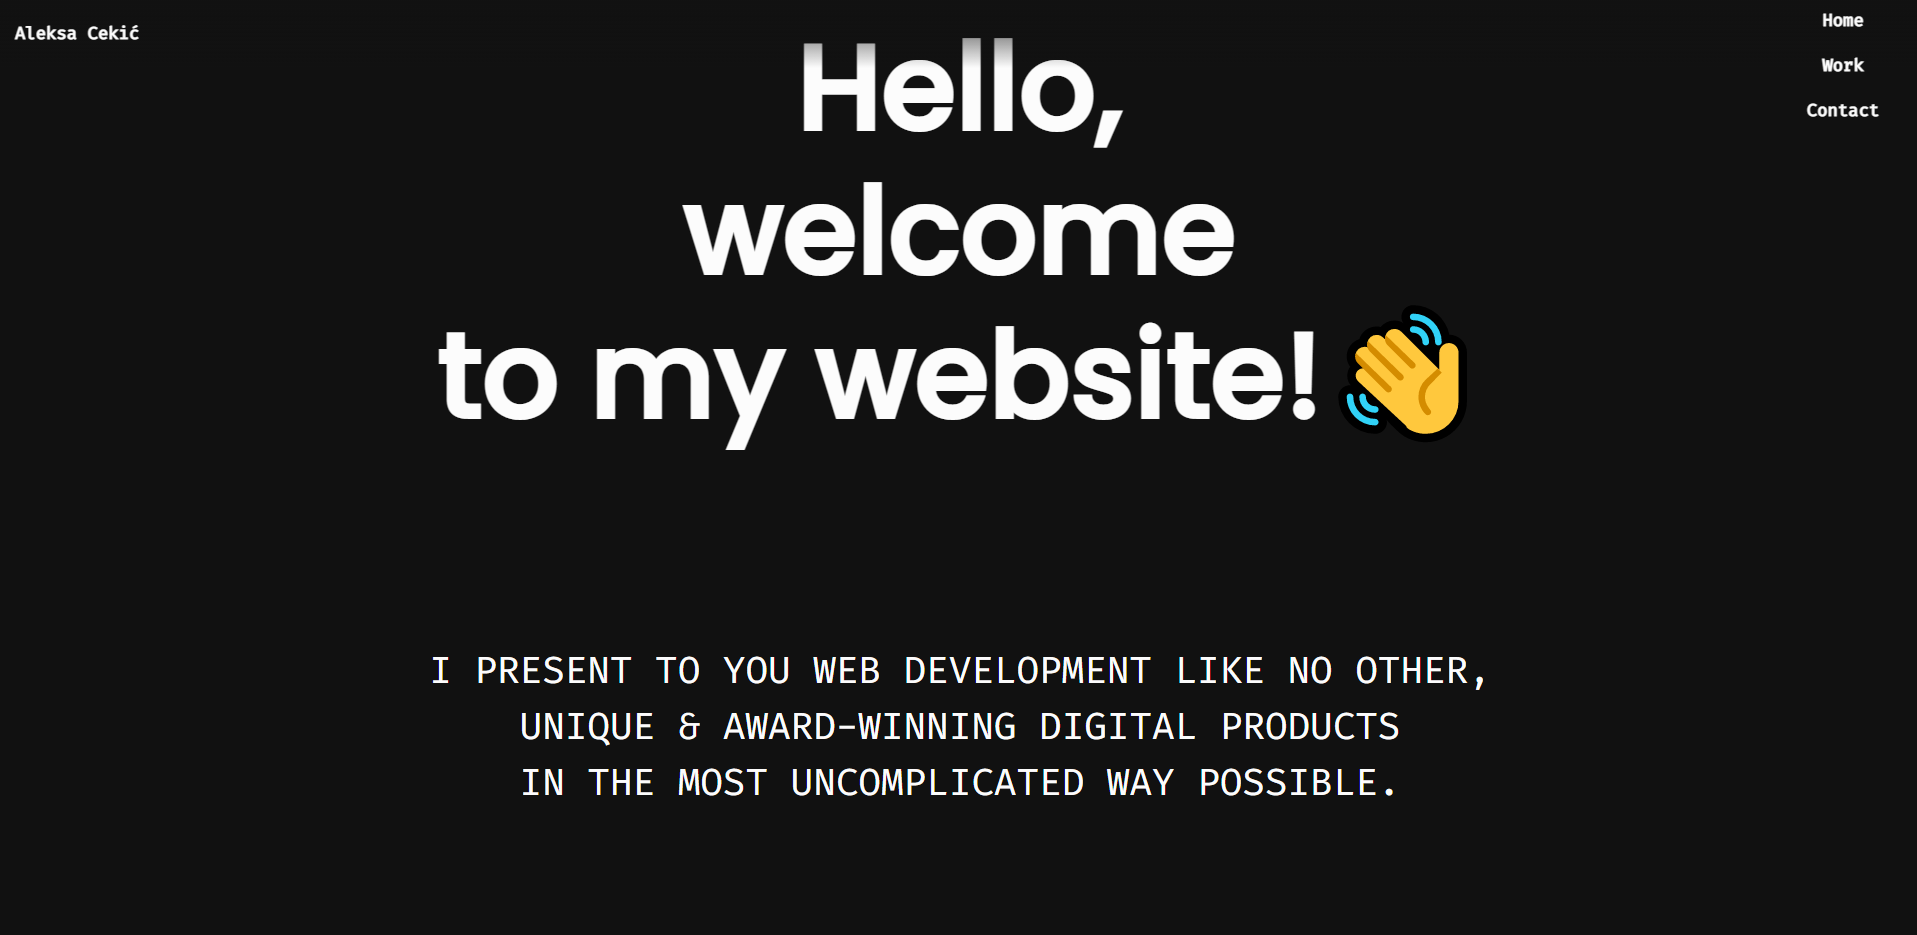 Aleksa Cekić
Home
Work
Contact
Hello,
welcome
to my website!
I PRESENT TO YOU WEB DEVELOPMENT LIKE NO OTHER,
UNIQUE & AWARD-WINNING DIGITAL PRODUCTS
IN THE MOST UNCOMPLICATED WAY POSSIBLE.